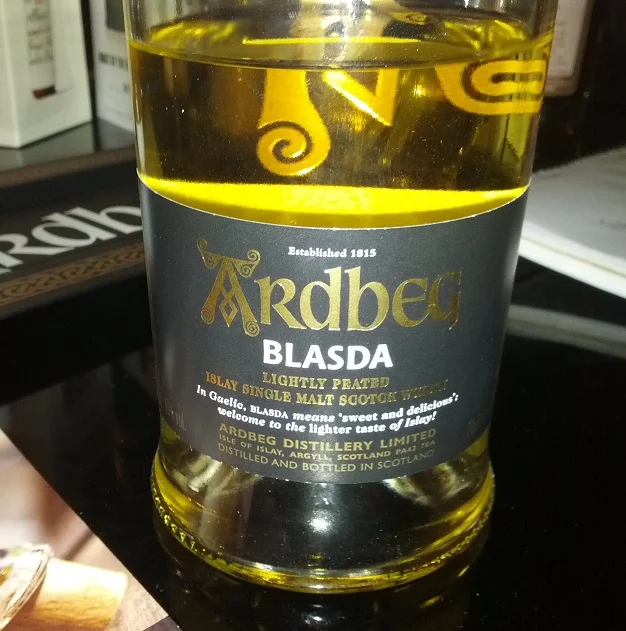 Ardb
Established 1815
Ardbeg
BLASDA
LIGHTLY PEATED
ISLAY SINGLE MALT SCOTCH WHISKY
In Gaelic, BLASDA means 'sweet and delicious';
welcome to the lighter taste of Islay!
ARDBEG DISTILLERY LIMITED
ISLE OF ISLAY, ARGYLL, SCOTLAND PA42 7EA
DISTILLED AND BOTTLED IN SCOTLAND